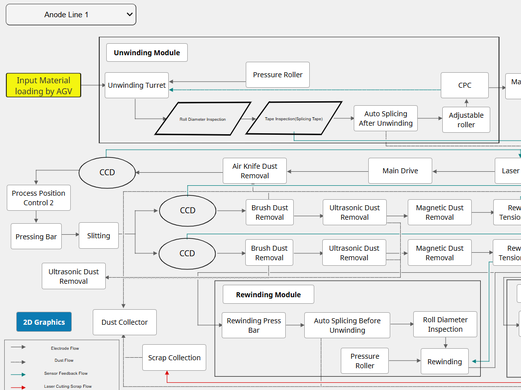 Anode Line 1
Unwinding Module
Input Material
loading by AGV
Unwinding Turret
Pressure Roller
CPC
Ma
Roll Diameter Inspection
Tape Inspection(Splicing Tape)
Auto Splicing
After Unwinding
Adjustable
roller
CCD
Air Knife Dust
Removal
Main Drive
Laser
Process Position
Control 2
CCD
Brush Dust
Removal
Ultrasonic Dust
Removal
Magnetic Dust
Removal
Rew
Tensio
Pressing Bar
Slitting
CCD
Brush Dust
Removal
Ultrasonic Dust
Removal
Magnetic Dust
Removal
Rew
Tensio
Ultrasonic Dust
Removal
Rewinding Module
2D Graphics
Dust Collector
Rewinding Press
Bar
Auto Splicing Before
Unwinding
Roll Diameter
Inspection
Electrode Flow
Dust Flow
Sensor Feedback Flow
Laser Cutting Scrap Flow
Scrap Collection
Pressure
Roller
Rewinding